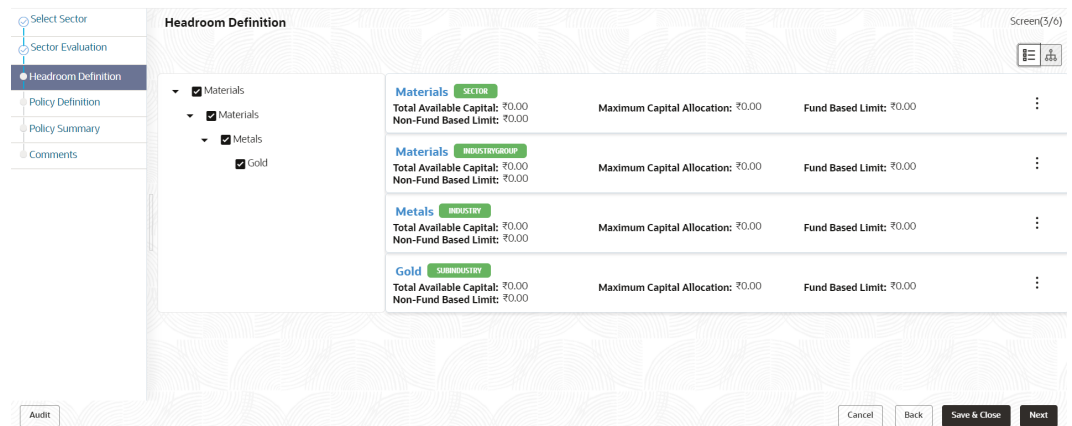 Select Sector
Sector Evaluation
Headroom Definition
Policy Definition
Policy Summary
Comments
Headroom Definition
Screen(3/6)
Materials
Materials
Metals
Gold
Materials SECTOR
Total Available Capital: ₹0.00 Maximum Capital Allocation: ₹0.00 Fund Based Limit: ₹0.00
Non-Fund Based Limit: ₹0.00
Materials INDUSTRYGROUP
Total Available Capital: ₹0.00 Maximum Capital Allocation: ₹0.00 Fund Based Limit: ₹0.00
Non-Fund Based Limit: ₹0.00
Metals INDUSTRY
Total Available Capital: ₹0.00 Maximum Capital Allocation: ₹0.00 Fund Based Limit: ₹0.00
Non-Fund Based Limit: ₹0.00
Gold SUBINDUSTRY
Total Available Capital: ₹0.00 Maximum Capital Allocation: ₹0.00 Fund Based Limit: ₹0.00
Non-Fund Based Limit: ₹0.00
Audit Cancel Back Save & Close Next